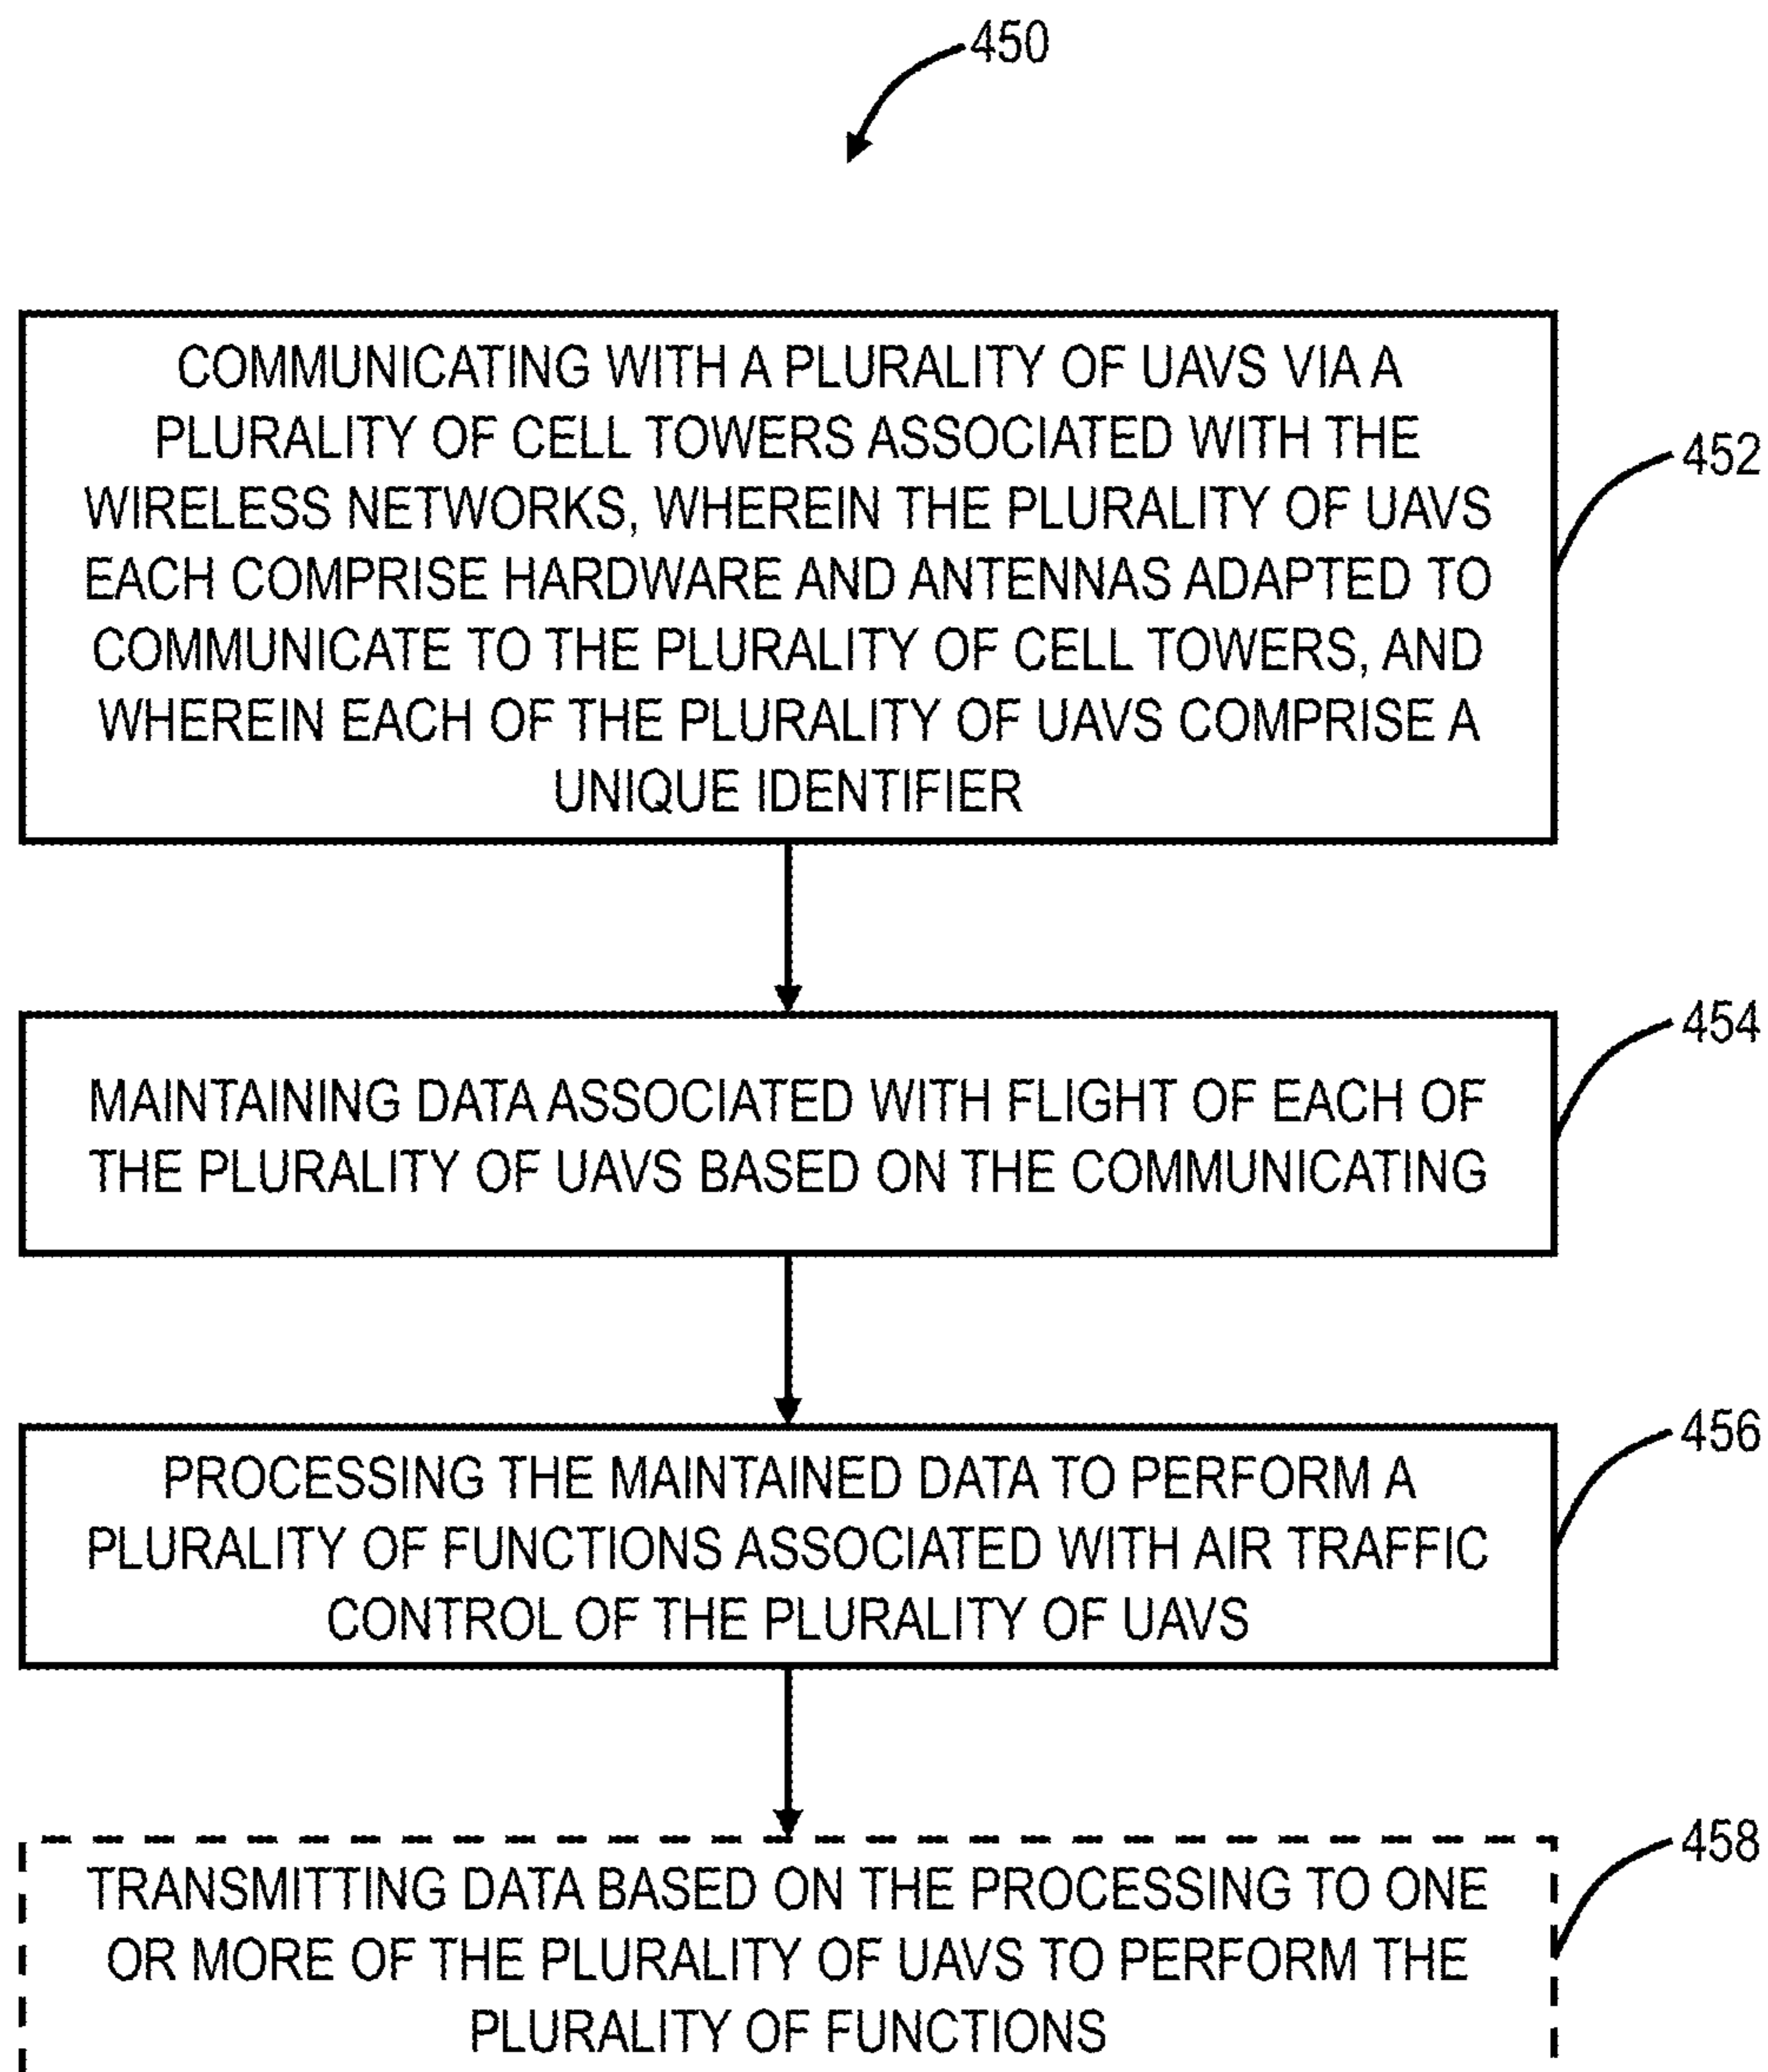 450
COMMUNICATING WITH A PLURALITY OF UAVS VIA A
PLURALITY OF CELL TOWERS ASSOCIATED WITH THE
WIRELESS NETWORKS, WHEREIN THE PLURALITY OF UAVS
EACH COMPRISE HARDWARE AND ANTENNAS ADAPTED TO
COMMUNICATE TO THE PLURALITY OF CELL TOWERS, AND
WHEREIN EACH OF THE PLURALITY OF UAVS COMPRISE A
UNIQUE IDENTIFIER
452
MAINTAINING DATA ASSOCIATED WITH FLIGHT OF EACH OF
THE PLURALITY OF UAVS BASED ON THE COMMUNICATING
454
PROCESSING THE MAINTAINED DATA TO PERFORM A
PLURALITY OF FUNCTIONS ASSOCIATED WITH AIR TRAFFIC
CONTROL OF THE PLURALITY OF UAVS
456
TRANSMITTING DATA BASED ON THE PROCESSING TO ONE
OR MORE OF THE PLURALITY OF UAVS TO PERFORM THE
PLURALITY OF FUNCTIONS
458